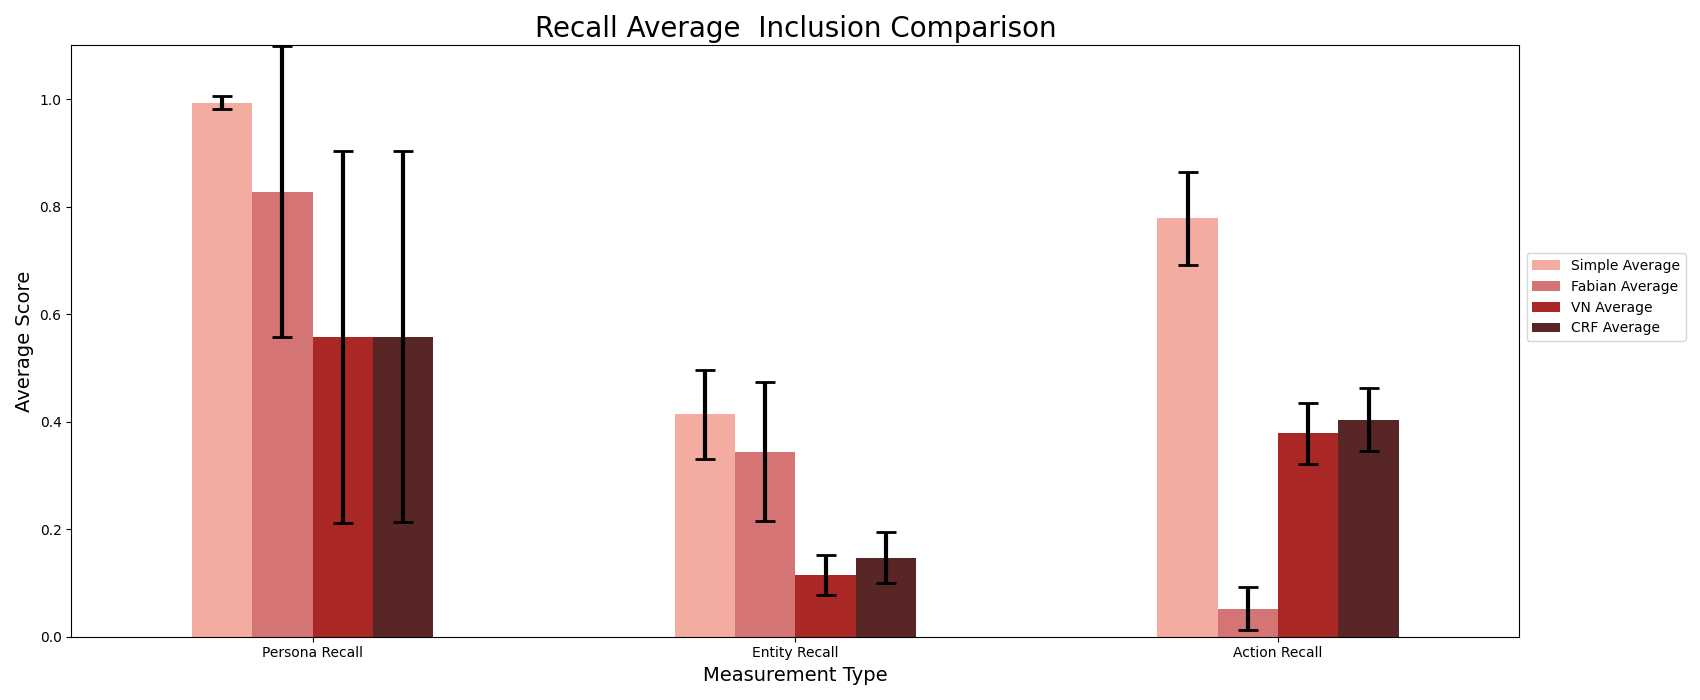 Recall Average  Inclusion Comparison
Average Score
1.0
0.8
0.6
0.4
0.2
0.0
Persona Recall
Entity Recall
Action Recall
Measurement Type
Simple Average
Fabian Average
VN Average
CRF Average